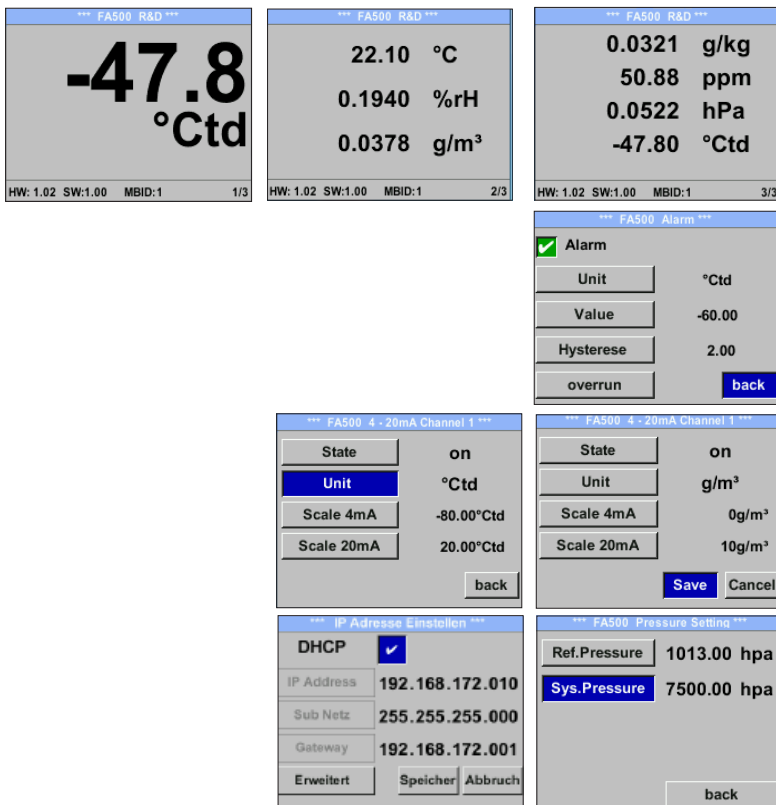 *** FA500 R&D ***
-47.8
°Ctd
HW: 1.02 SW:1.00 MBID:1 1/3
*** FA500 R&D ***
22.10 °C
0.1940 %rH
0.0378 g/m³
HW: 1.02 SW:1.00 MBID:1 2/3
*** FA500 R&D ***
0.0321 g/kg
50.88 ppm
0.0522 hPa
-47.80 °Ctd
HW: 1.02 SW:1.00 MBID:1 3/3
*** FA500 Alarm ***
Alarm
Unit °Ctd
Value -60.00
Hysterese 2.00
overrun back
*** FA500 4 - 20mA Channel 1 ***
State on
Unit °Ctd
Scale 4mA -80.00°Ctd
Scale 20mA 20.00°Ctd
back
*** FA500 4 - 20mA Channel 1 ***
State on
Unit g/m³
Scale 4mA 0g/m³
Scale 20mA 10g/m³
Save Cancel
*** IP Adresse Einstellen ***
DHCP
IP Address 192.168.172.010
Sub Netz 255.255.255.000
Gateway 192.168.172.001
Erweitert Speicher Abbruch
*** FA500 Pressure Setting ***
Ref.Pressure 1013.00 hpa
Sys.Pressure 7500.00 hpa
back